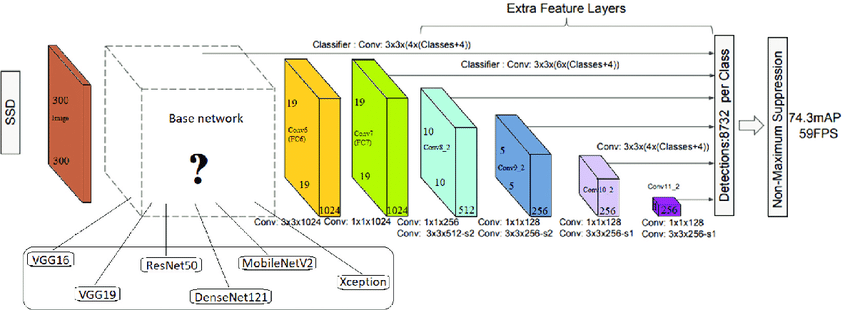 Extra Feature Layers
Classifier : Conv: 3x3x(4x(Classes+4))
Classifier : Conv: 3x3x(6x(Classes+4))
SSD
300
Image
300
Base network
?
19
Conv6
(FC6)
19
1024
19
Conv7
(FC7)
19
1024
10
Conv8_2
10
512
5
Conv9_2
5
256
Conv: 3x3x(4x(Classes+4))
Conv10_2
256
Conv11_2
256
Detections:8732 per Class
Non-Maximum Suppression
74.3mAP
59FPS
Conv: 3x3x1024
Conv: 1x1x1024
Conv: 1x1x256
Conv: 3x3x512-s2
Conv: 1x1x128
Conv: 3x3x256-s2
Conv: 1x1x128
Conv: 3x3x256-s1
Conv: 1x1x128
Conv: 3x3x256-s1
VGG16
VGG19
ResNet50
DenseNet121
MobileNetV2
Xception